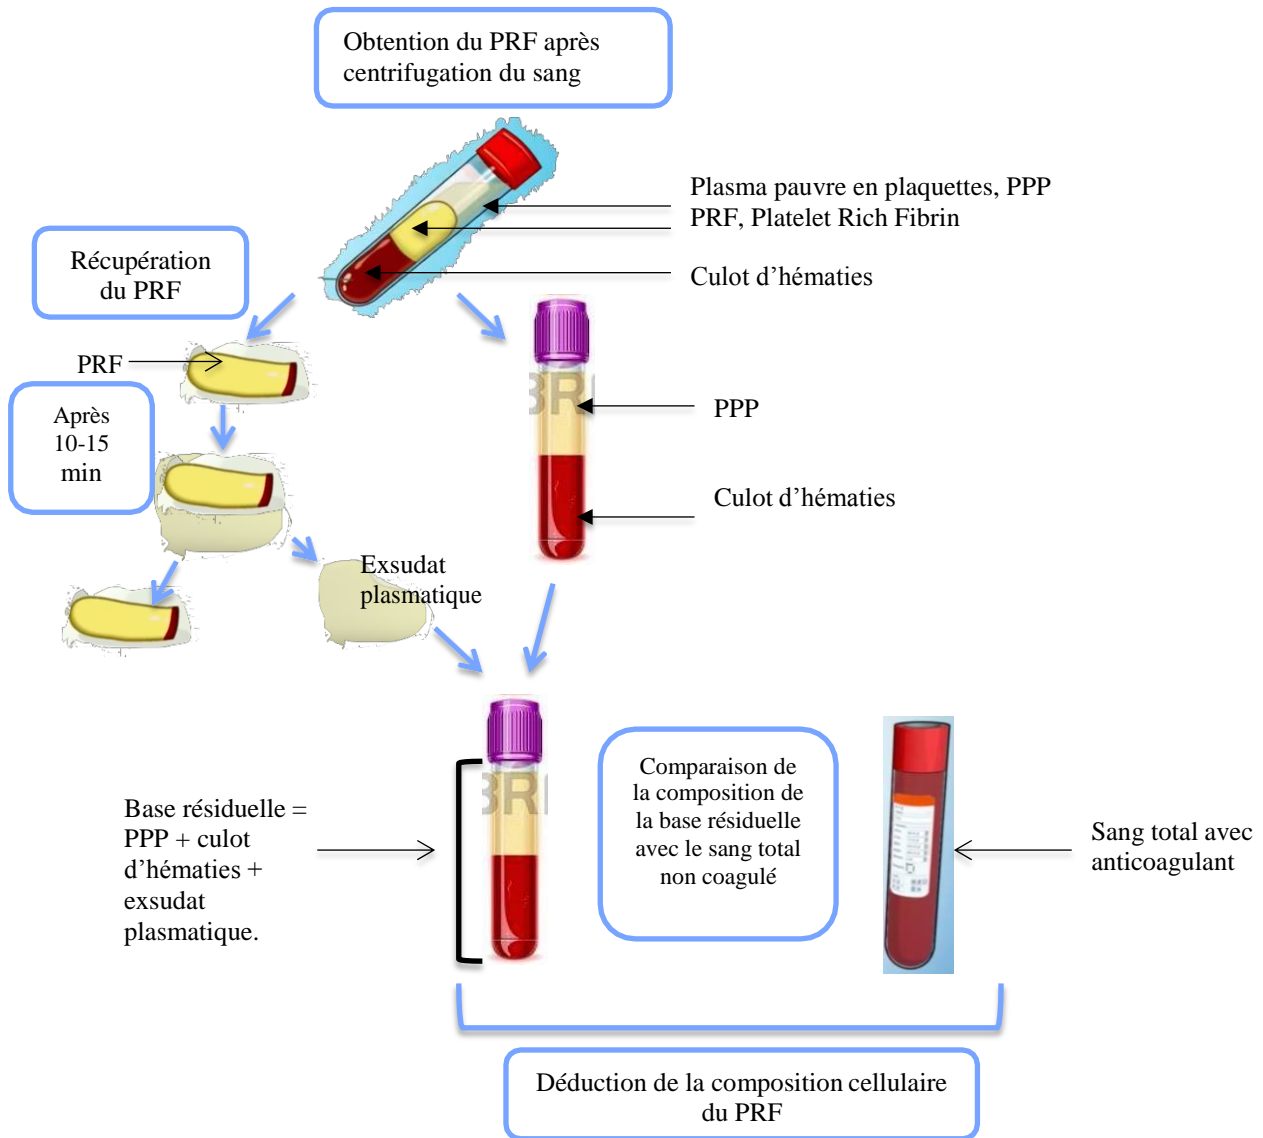 Obtention du PRF après
centrifugation du sang
Plasma pauvre en plaquettes, PPP
PRF, Platelet Rich Fibrin
Culot d’hématies
Récupération
du PRF
PRF
Après
10-15
min
PPP
Culot d’hématies
Exsudat
plasmatique
Base résiduelle =
PPP + culot
d’hématies +
exsudat
plasmatique.
Comparaison de
la composition de
la base résiduelle
avec le sang total
non coagulé
Sang total avec
anticoagulant
Déduction de la composition cellulaire
du PRF